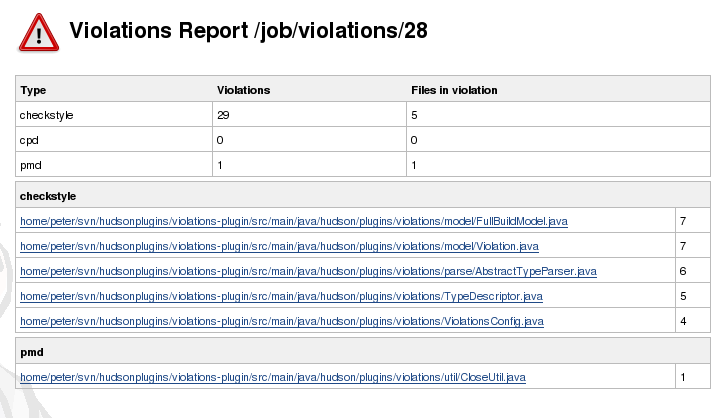 Violations Report /job/violations/28
Type Violations Files in violation
checkstyle 29 5
cpd 0 0
pmd 1 1
checkstyle
home/peter/svn/hudsonplugins/violations-plugin/src/main/java/hudson/plugins/violations/model/FullBuildModel.java 7
home/peter/svn/hudsonplugins/violations-plugin/src/main/java/hudson/plugins/violations/model/Violation.java 7
home/peter/svn/hudsonplugins/violations-plugin/src/main/java/hudson/plugins/violations/parse/AbstractTypeParser.java 6
home/peter/svn/hudsonplugins/violations-plugin/src/main/java/hudson/plugins/violations/TypeDescriptor.java 5
home/peter/svn/hudsonplugins/violations-plugin/src/main/java/hudson/plugins/violations/ViolationsConfig.java 4
pmd
home/peter/svn/hudsonplugins/violations-plugin/src/main/java/hudson/plugins/violations/util/CloseUtil.java 1